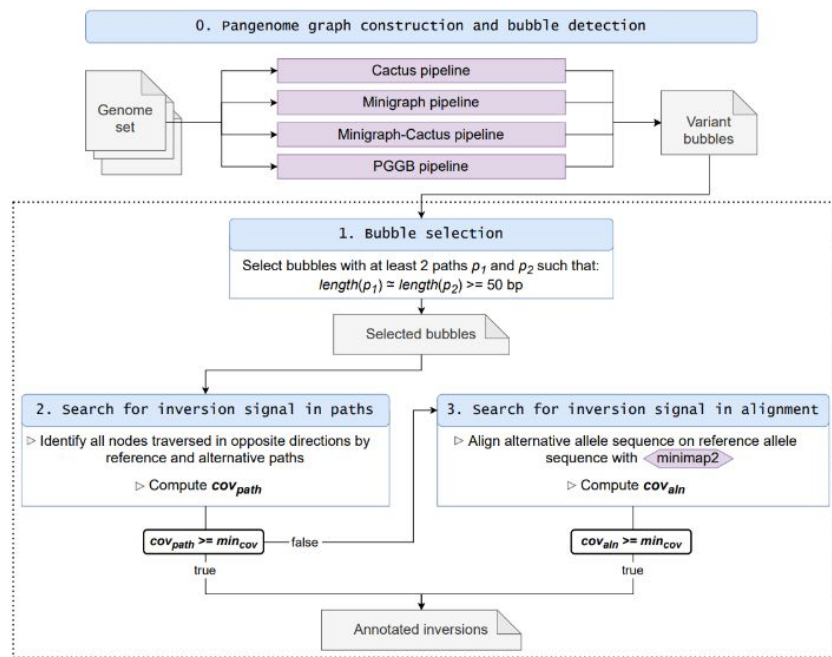 0. Pangenome graph construction and bubble detection
Genome
set
Cactus pipeline
Minigraph pipeline
Minigraph-Cactus pipeline
PGGB pipeline
Variant
bubbles
1. Bubble selection
Select bubbles with at least 2 paths p1 and p2 such that:
length(p1) ≃ length(p2) >= 50 bp
Selected bubbles
2. Search for inversion signal in paths
▷ Identify all nodes traversed in opposite directions by
reference and alternative paths
▷ Compute covpath
covpath >= mincov
false
true
3. Search for inversion signal in alignment
▷ Align alternative allele sequence on reference allele
sequence with minimap2
▷ Compute covaln
covaln >= mincov
true
Annotated inversions